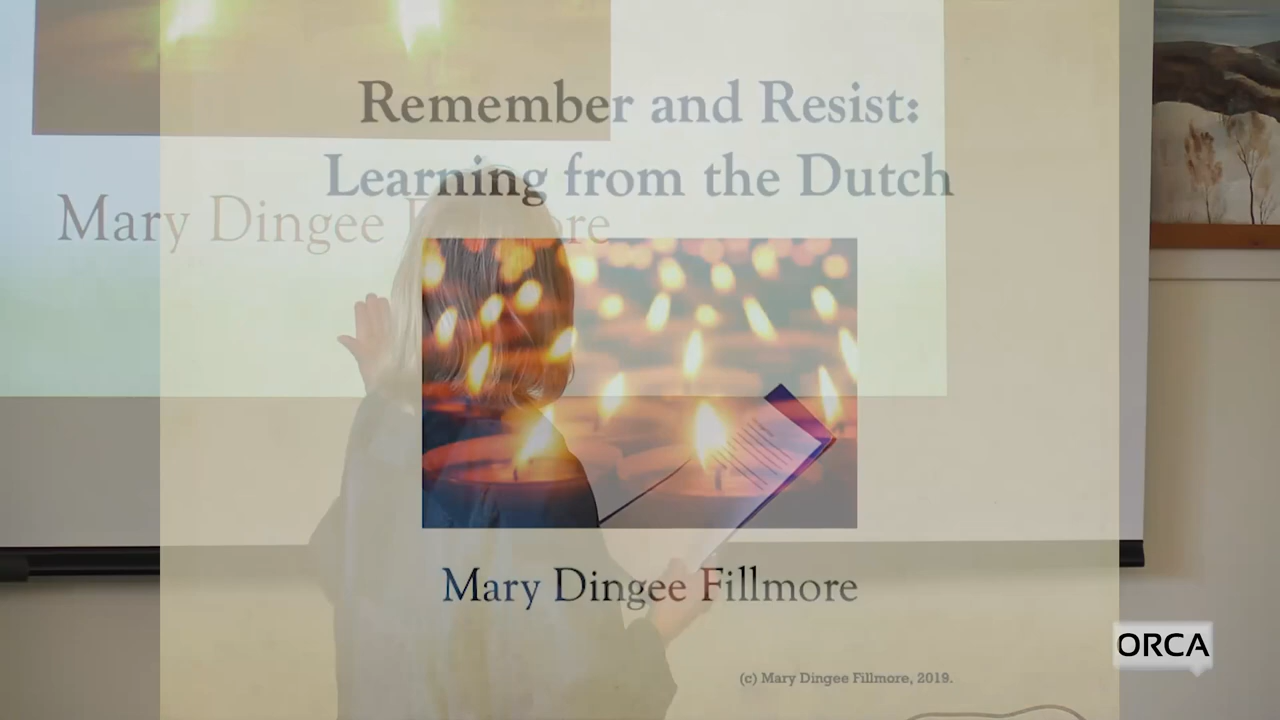 Remember and Resist:
Learning from the Dutch
Mary Dingee Fillmore
Mary Dingee Fillmore
(c) Mary Dingee Fillmore, 2019.
ORCA